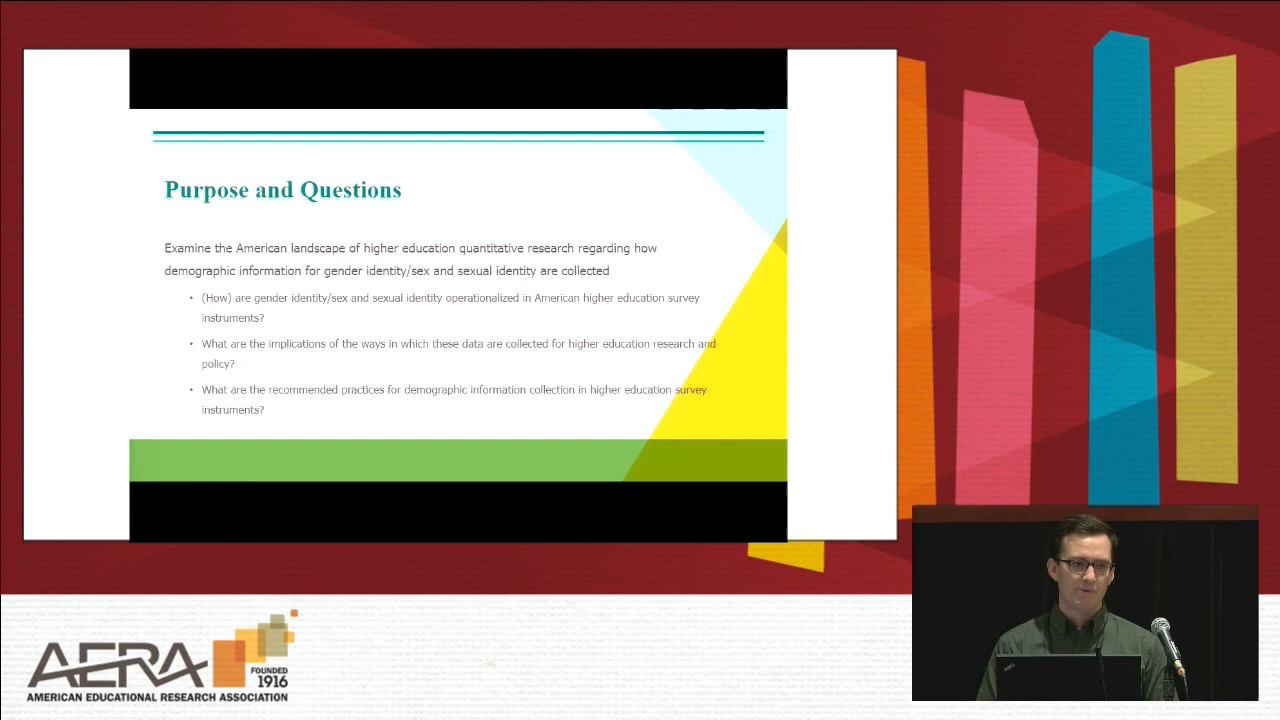 Purpose and Questions
Examine the American landscape of higher education quantitative research regarding how
demographic information for gender identity/sex and sexual identity are collected
• (How) are gender identity/sex and sexual identity operationalized in American higher education survey
instruments?
• What are the implications of the ways in which these data are collected for higher education research and
policy?
• What are the recommended practices for demographic information collection in higher education survey
instruments?
AERA
FOUNDED
1916
AMERICAN EDUCATIONAL RESEARCH ASSOCIATION